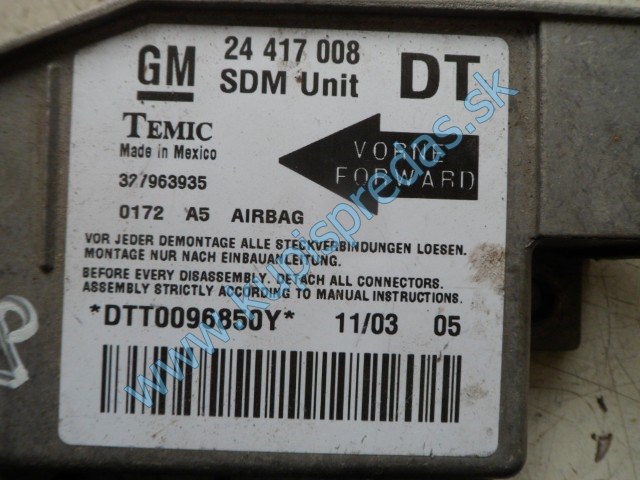 GM 24 417 008 DT
SDM Unit
TEMIC
Made in Mexico
VORNE
FORWARD
327963935
0172 A5 AIRBAG
VOR JEDER DEMONTAGE ALLE STECKVERBINDUNGEN LOESEN.
MONTAGE NUR NACH EINBAUANLEITUNG.
BEFORE EVERY DISASSEMBLY. DETACH ALL CONNECTORS.
ASSEMBLY STRICTLY ACCORDING TO MANUAL INSTRUCTIONS.
*DTT0096850Y* 11/03 05
www.kupispredas.sk